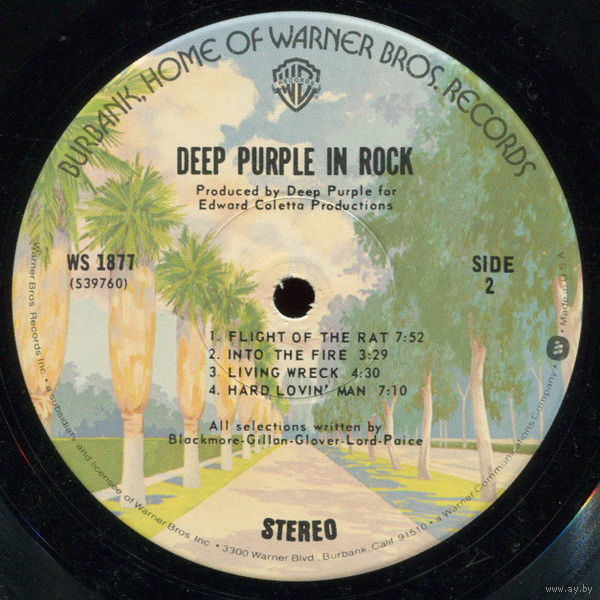 BURBANK, HOME OF WARNER BROS. RECORDS
W
RECORDS
DEEP PURPLE IN ROCK
Produced by Deep Purple for
Edward Coletta Productions
WS 1877
(S39760)
SIDE
2
1. FLIGHT OF THE RAT 7:52
2. INTO THE FIRE 3:29
3. LIVING WRECK 4:30
4. HARD LOVIN' MAN 7:10
All selections written by
Blackmore-Gillan-Glover-Lord-Paice
STEREO
Warner Bros Records Inc. • a subsidiary and licensee of Warner Bros. Inc. • 3300 Warner Blvd., Burbank, Calif. 91510 • a Warner Communications Company. • Made in U.S.A.
www.ay.by